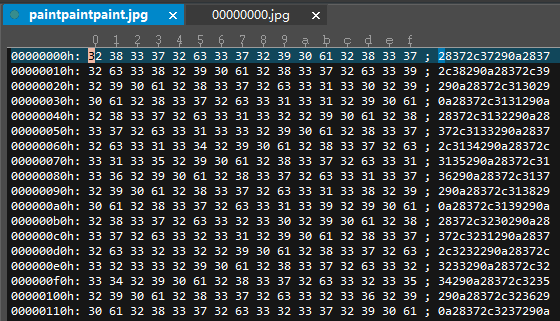 paintpaintpaint.jpg ✕ 00000000.jpg ✕
0 1 2 3 4 5 6 7 8 9 a b c d e f
00000000h: 32 38 33 37 32 63 33 37 32 39 30 61 32 38 33 37 ; 28372c37290a2837
00000010h: 32 63 33 38 32 39 30 61 32 38 33 37 32 63 33 39 ; 2c38290a28372c39
00000020h: 32 39 30 61 32 38 33 37 32 63 33 31 33 30 32 39 ; 290a28372c313029
00000030h: 30 61 32 38 33 37 32 63 33 31 33 31 32 39 30 61 ; 0a28372c3131290a
00000040h: 32 38 33 37 32 63 33 31 33 32 32 39 30 61 32 38 ; 28372c3132290a28
00000050h: 33 37 32 63 33 31 33 33 32 39 30 61 32 38 33 37 ; 372c3133290a2837
00000060h: 32 63 33 31 33 34 32 39 30 61 32 38 33 37 32 63 ; 2c3134290a28372c
00000070h: 33 31 33 35 32 39 30 61 32 38 33 37 32 63 33 31 ; 3135290a28372c31
00000080h: 33 36 32 39 30 61 32 38 33 37 32 63 33 31 33 37 ; 36290a28372c3137
00000090h: 32 39 30 61 32 38 33 37 32 63 33 31 33 38 32 39 ; 290a28372c313829
000000a0h: 30 61 32 38 33 37 32 63 33 31 33 39 32 39 30 61 ; 0a28372c3139290a
000000b0h: 32 38 33 37 32 63 33 32 33 30 32 39 30 61 32 38 ; 28372c3230290a28
000000c0h: 33 37 32 63 33 32 33 31 32 39 30 61 32 38 33 37 ; 372c3231290a2837
000000d0h: 32 63 33 32 33 32 32 39 30 61 32 38 33 37 32 63 ; 2c3232290a28372c
000000e0h: 33 32 33 33 32 39 30 61 32 38 33 37 32 63 33 32 ; 3233290a28372c32
000000f0h: 33 34 32 39 30 61 32 38 33 37 32 63 33 32 33 35 ; 34290a28372c3235
00000100h: 32 39 30 61 32 38 33 37 32 63 33 32 33 36 32 39 ; 290a28372c323629
00000110h: 30 61 32 38 33 37 32 63 33 32 33 37 32 39 30 61 ; 0a28372c3237290a